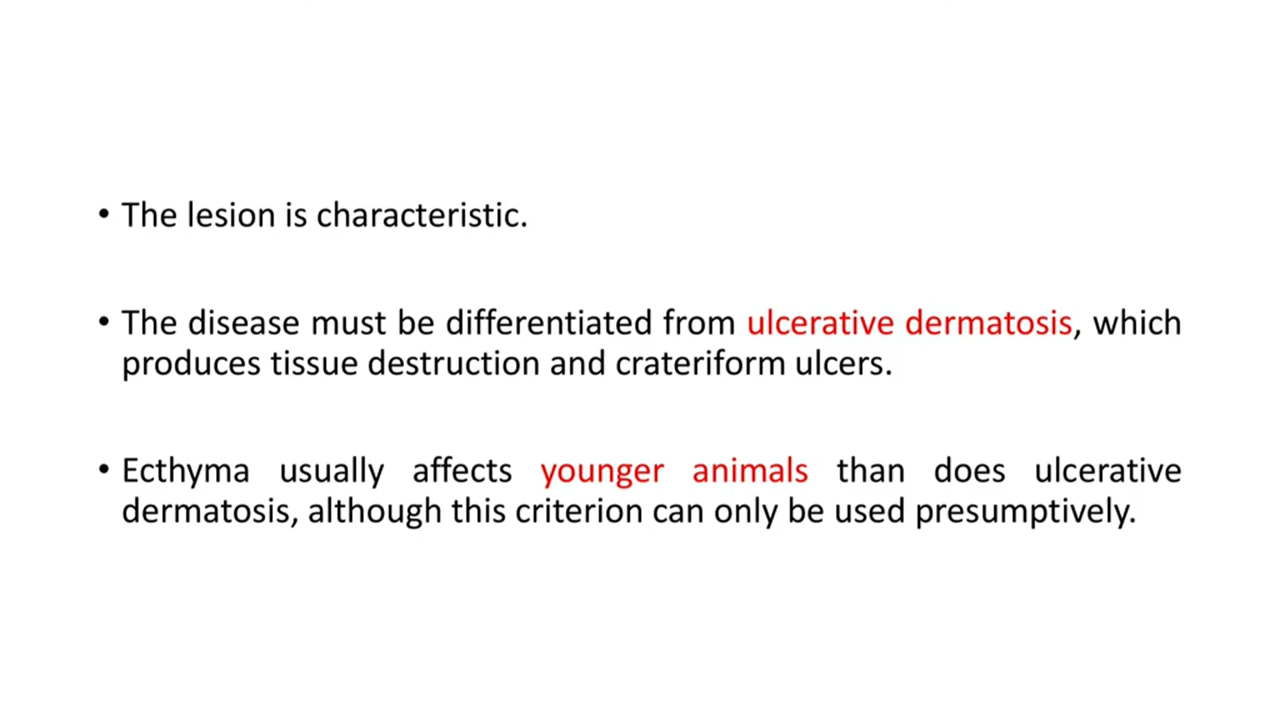 • The lesion is characteristic.
• The disease must be differentiated from ulcerative dermatosis, which
produces tissue destruction and crateriform ulcers.
• Ecthyma usually affects younger animals than does ulcerative
dermatosis, although this criterion can only be used presumptively.